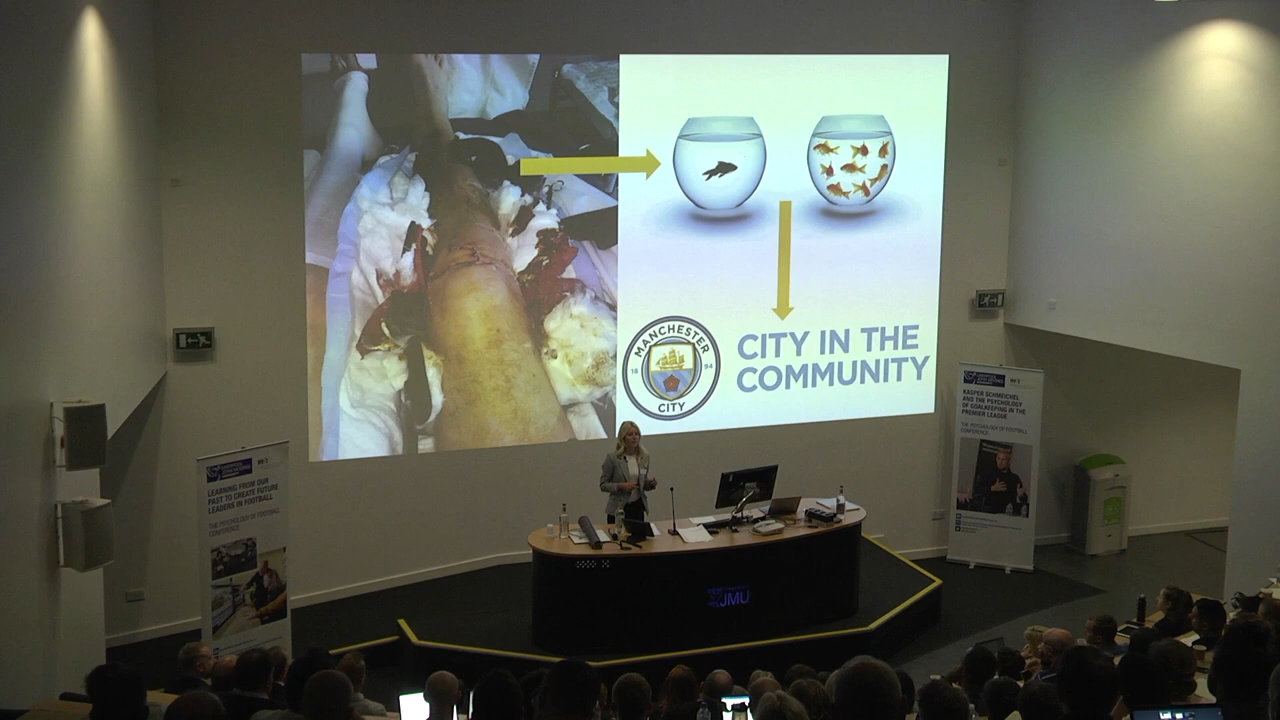 MANCHESTER
18 94
CITY
CITY IN THE
COMMUNITY
LEARNING FROM OUR
PAST TO CREATE FUTURE
LEADERS IN FOOTBALL
THE PSYCHOLOGY OF FOOTBALL
CONFERENCE
KASPER SCHMEICHEL
AND THE PSYCHOLOGY
OF GOALKEEPING IN THE
PREMIER LEAGUE
THE PSYCHOLOGY OF FOOTBALL
CONFERENCE
JMU